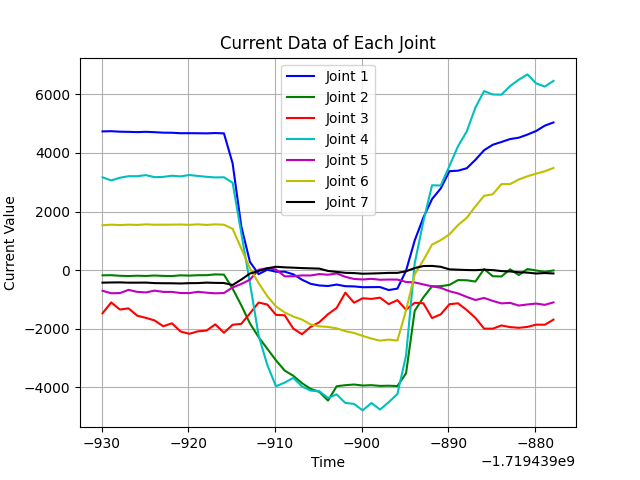 Current Data of Each Joint
Joint 1
Joint 2
Joint 3
Joint 4
Joint 5
Joint 6
Joint 7
6000
4000
2000
0
−2000
−4000
Current Value
−930 −920 −910 −900 −890 −880
Time
−1.719439e9